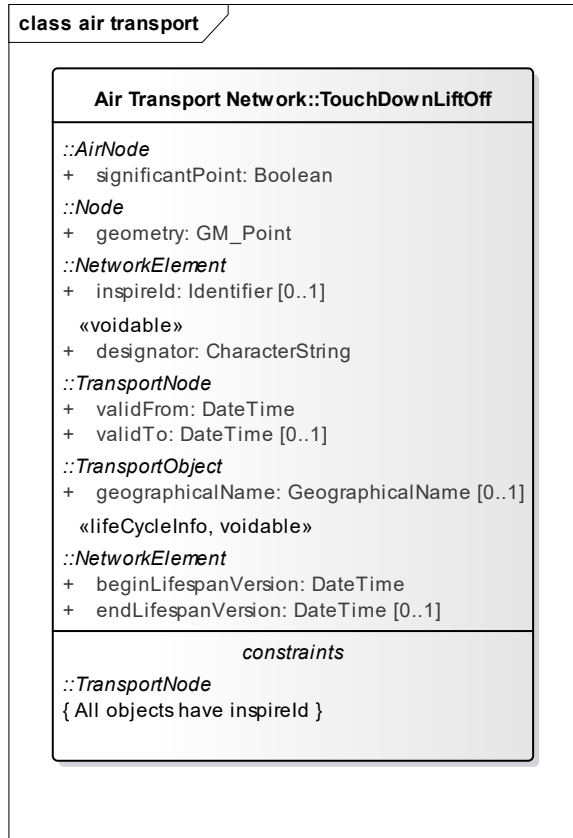 class air transport
Air Transport Network::TouchDownLiftOff
::AirNode
+ significantPoint: Boolean
::Node
+ geometry: GM_Point
::NetworkElement
+ inspireId: Identifier [0..1]
«voidable»
+ designator: CharacterString
::TransportNode
+ validFrom: DateTime
+ validTo: DateTime [0..1]
::TransportObject
+ geographicalName: GeographicalName [0..1]
«lifeCycleInfo, voidable»
::NetworkElement
+ beginLifespanVersion: DateTime
+ endLifespanVersion: DateTime [0..1]
constraints
::TransportNode
{ All objects have inspireId }